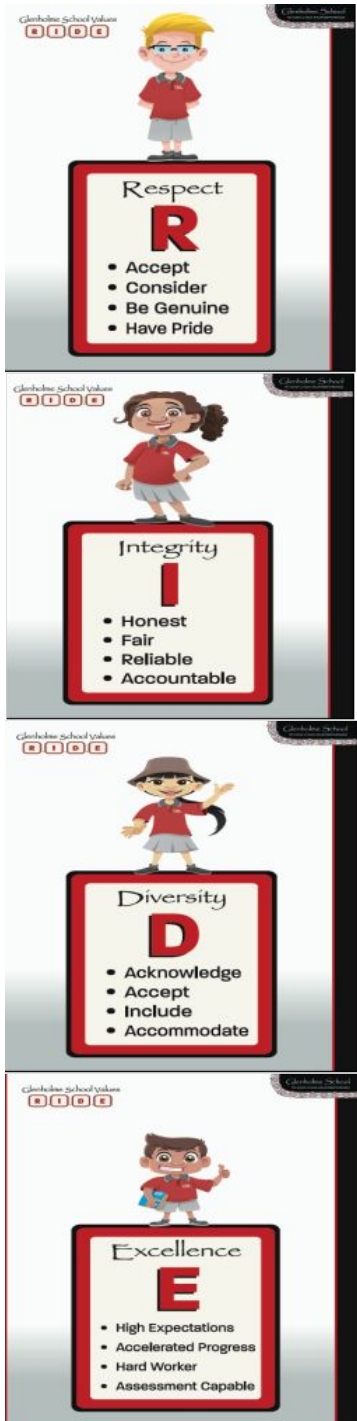 Glenholme School Values
R I D E
Glenholme School
Respect
R
• Accept
• Consider
• Be Genuine
• Have Pride
Glenholme School Values
R I D E
Glenholme School
Integrity
I
• Honest
• Fair
• Reliable
• Accountable
Glenholme School Values
R I D E
Glenholme School
Diversity
D
• Acknowledge
• Accept
• Include
• Accommodate
Glenholme School Values
R I D E
Glenholme School
Excellence
E
• High Expectations
• Accelerated Progress
• Hard Worker
• Assessment Capable